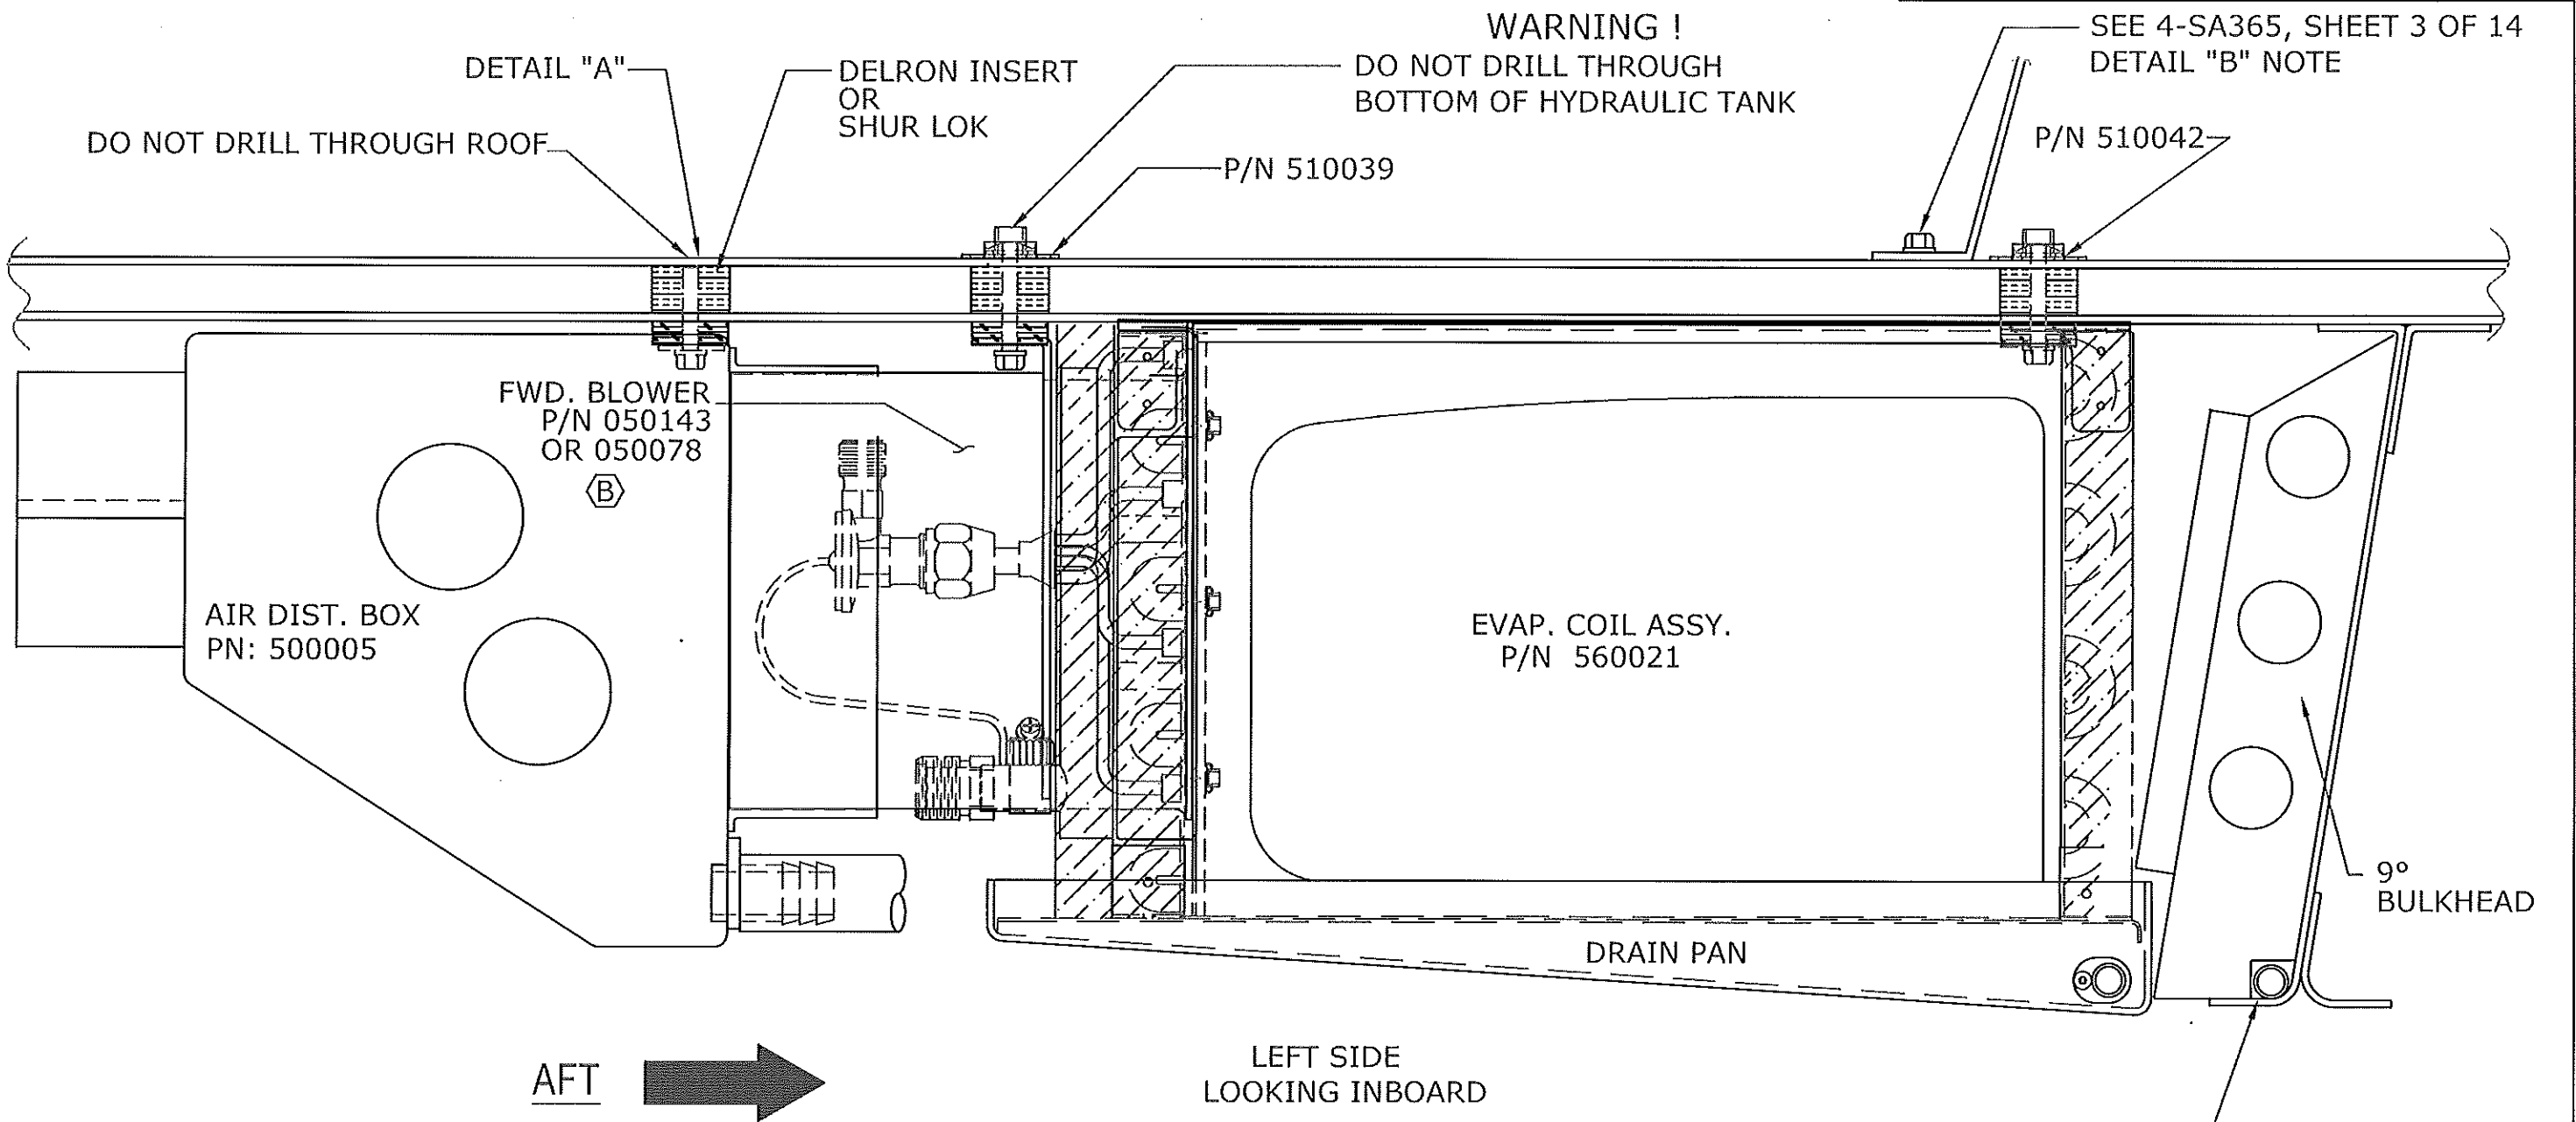 WARNING !
DO NOT DRILL THROUGH
BOTTOM OF HYDRAULIC TANK
SEE 4-SA365, SHEET 3 OF 14
DETAIL "B" NOTE
DETAIL "A"
DELRON INSERT
OR
SHUR LOK
DO NOT DRILL THROUGH ROOF
P/N 510039
P/N 510042
FWD. BLOWER
P/N 050143
OR 050078
B
AIR DIST. BOX
PN: 500005
EVAP. COIL ASSY.
P/N 560021
9°
BULKHEAD
DRAIN PAN
AFT
LEFT SIDE
LOOKING INBOARD